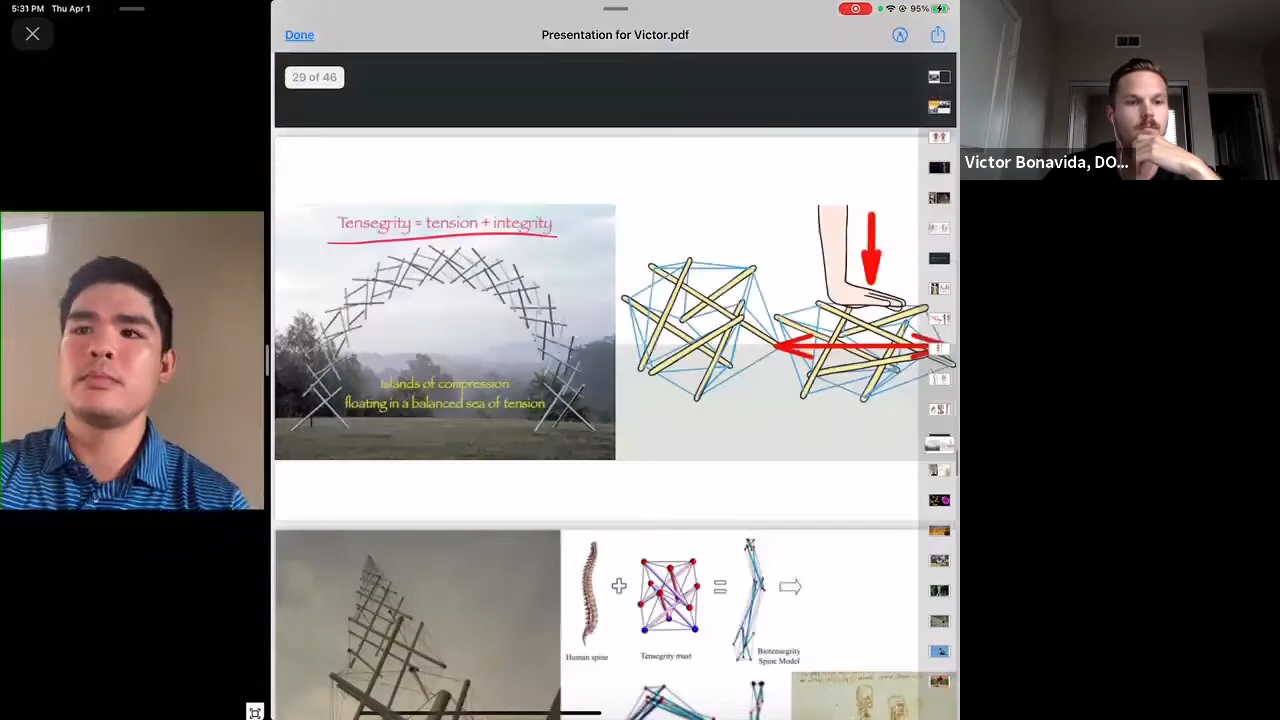 5:31 PM Thu Apr 1
95%
Done
Presentation for Victor.pdf
29 of 46
Victor Bonavida, DO...
Tensegrity = tension + integrity
Islands of compression
floating in a balanced sea of tension
Human spine
Tensegrity mast
Biotensegrity
Spine Model